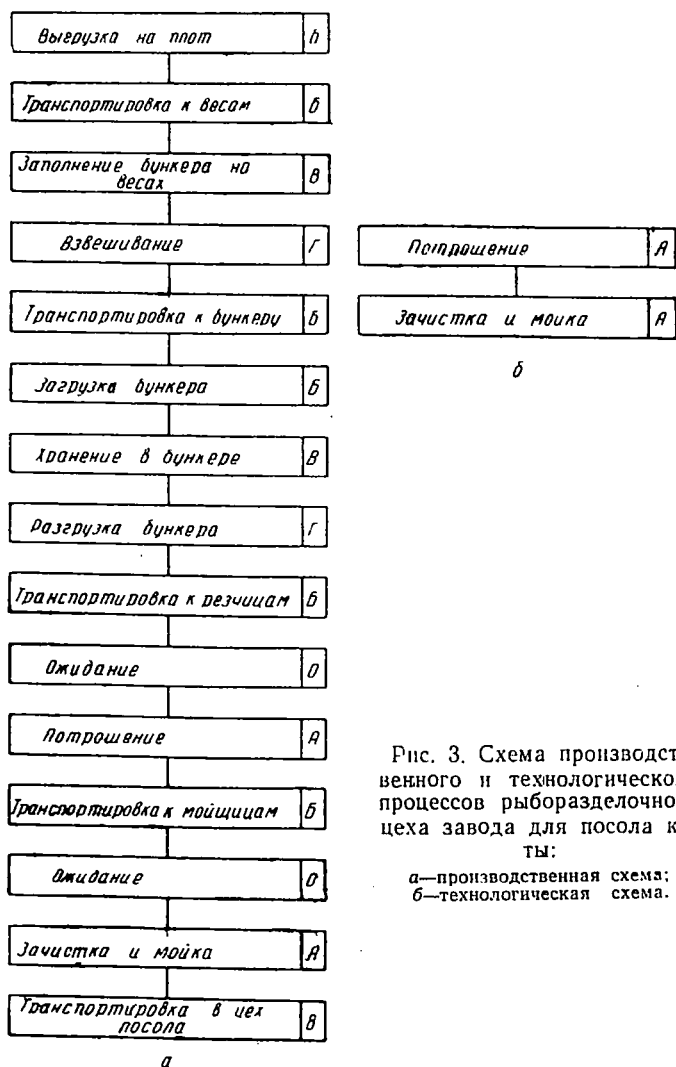 Выгрузка на плот
Транспортировка к весам Б
Заполнение бункера на
весах В
Взвешивание Г
Транспортировка к бункеру Б
Загрузка бункера Б
Хранение в бункере В
Разгрузка бункера Г
Транспортировка к резчицам Б
Ожидание О
Потрошение А
Транспортировка к мойщицам Б
Ожидание О
Зачистка и мойка А
Транспортировка в цех
посола В
а
Потрошение А
Зачистка и мойка А
б
Рис. 3. Схема производст
венного и технологическо
процессов рыборазделочно
цеха завода для посола к
ты:
а—производственная схема;
б—технологическая схема.